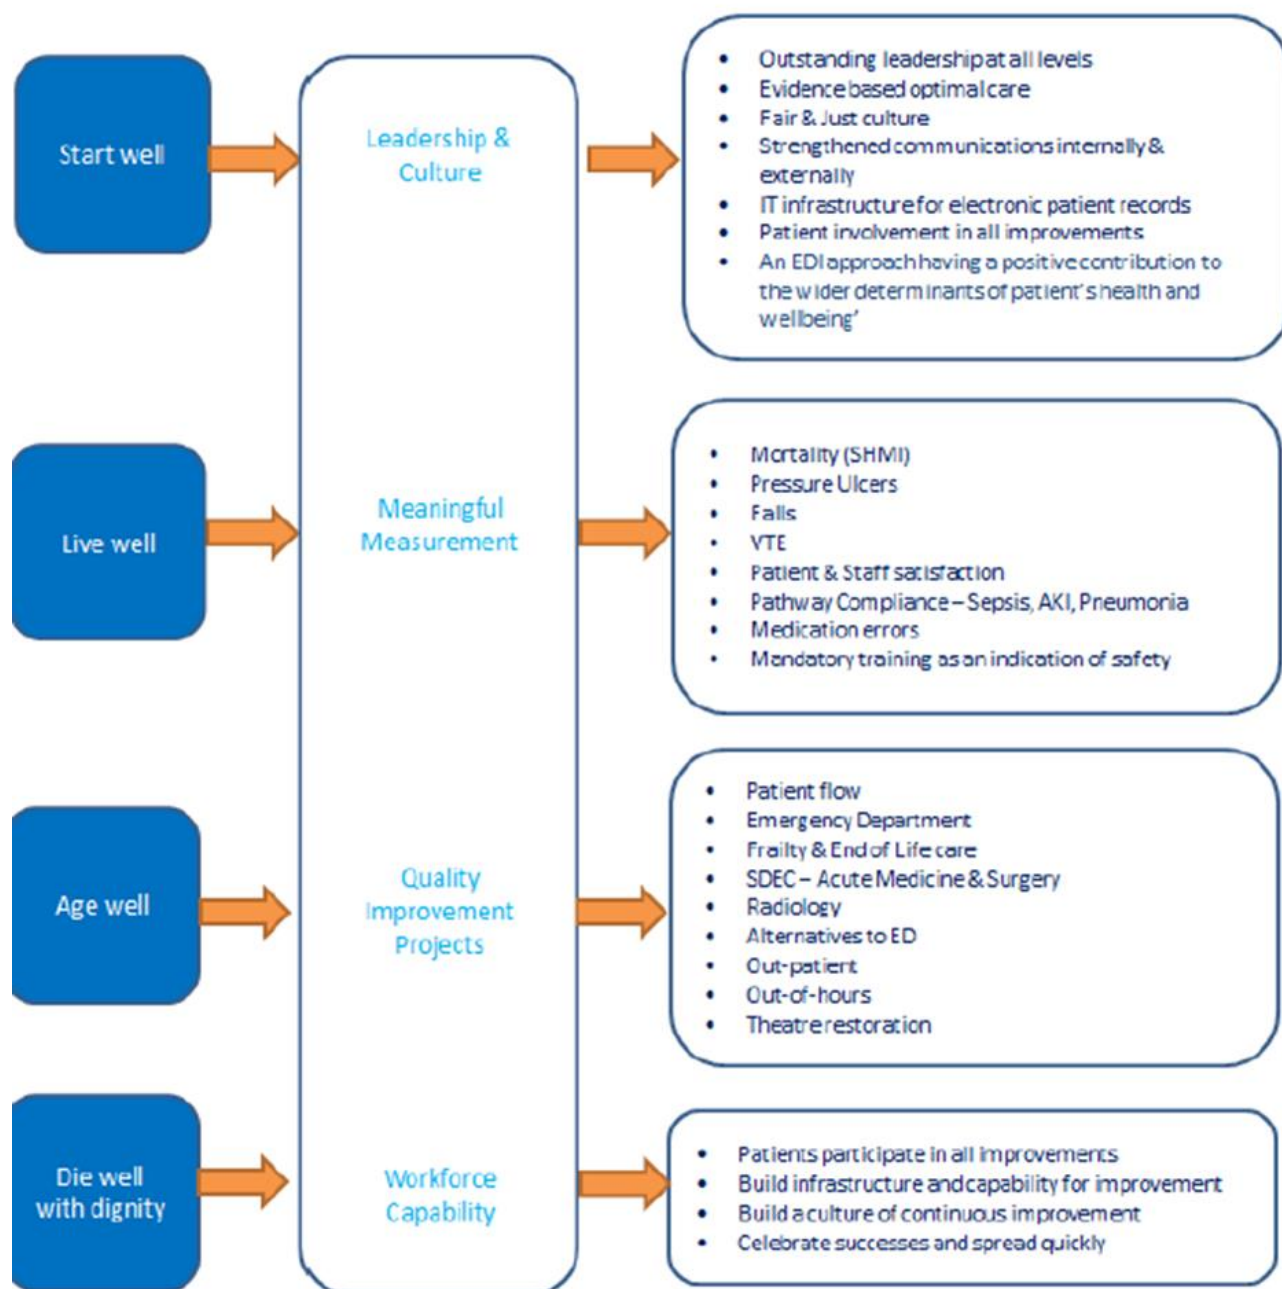 Start well
Leadership &
Culture
• Outstanding leadership at all levels
• Evidence based optimal care
• Fair & Just culture
• Strengthened communications internally &
externally
• IT infrastructure for electronic patient records
• Patient involvement in all improvements
• An EDI approach having a positive contribution to
the wider determinants of patient's health and
wellbeing'
Live well
Meaningful
Measurement
• Mortality (SHMI)
• Pressure Ulcers
• Falls
• VTE
• Patient & Staff satisfaction
• Pathway Compliance – Sepsis, AKI, Pneumonia
• Medication errors
• Mandatory training as an indication of safety
Age well
Quality
Improvement
Projects
• Patient flow
• Emergency Department
• Frailty & End of Life care
• SDEC – Acute Medicine & Surgery
• Radiology
• Alternatives to ED
• Out-patient
• Out-of-hours
• Theatre restoration
Die well
with dignity
Workforce
Capability
• Patients participate in all improvements
• Build infrastructure and capability for improvement
• Build a culture of continuous improvement
• Celebrate successes and spread quickly